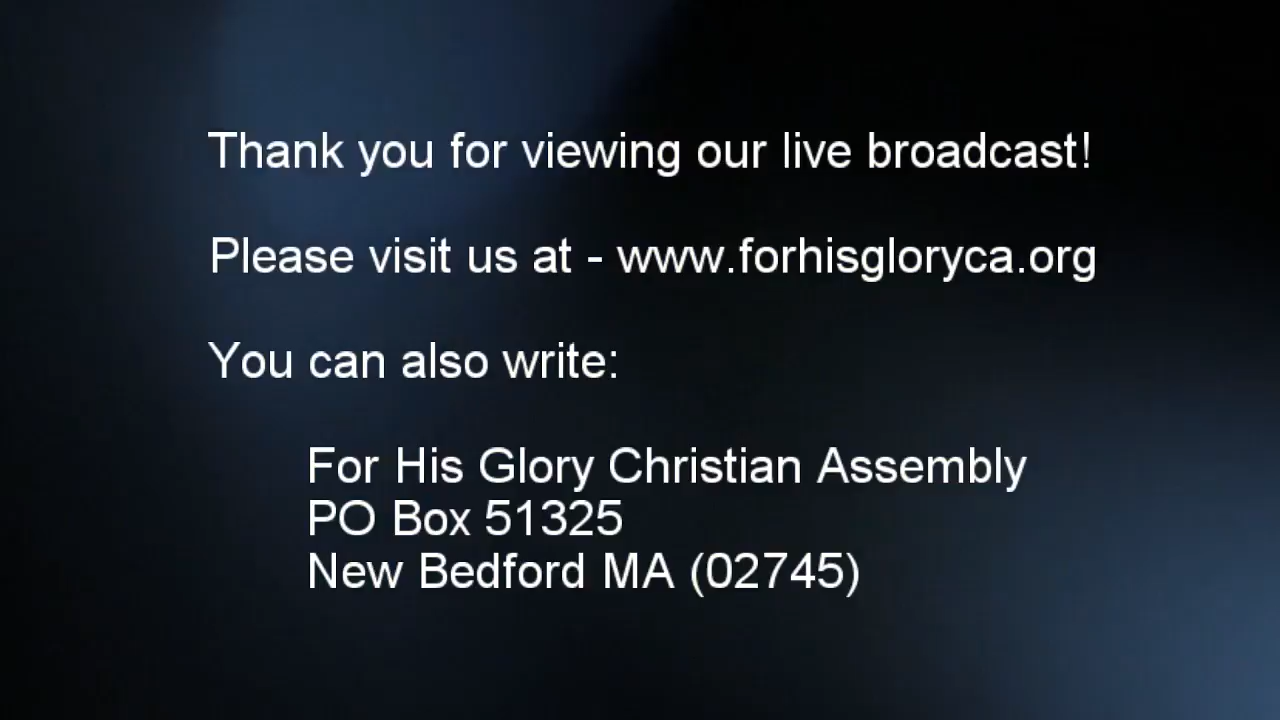 Thank you for viewing our live broadcast!
Please visit us at - www.forhisgloryca.org
You can also write:
For His Glory Christian Assembly
PO Box 51325
New Bedford MA (02745)